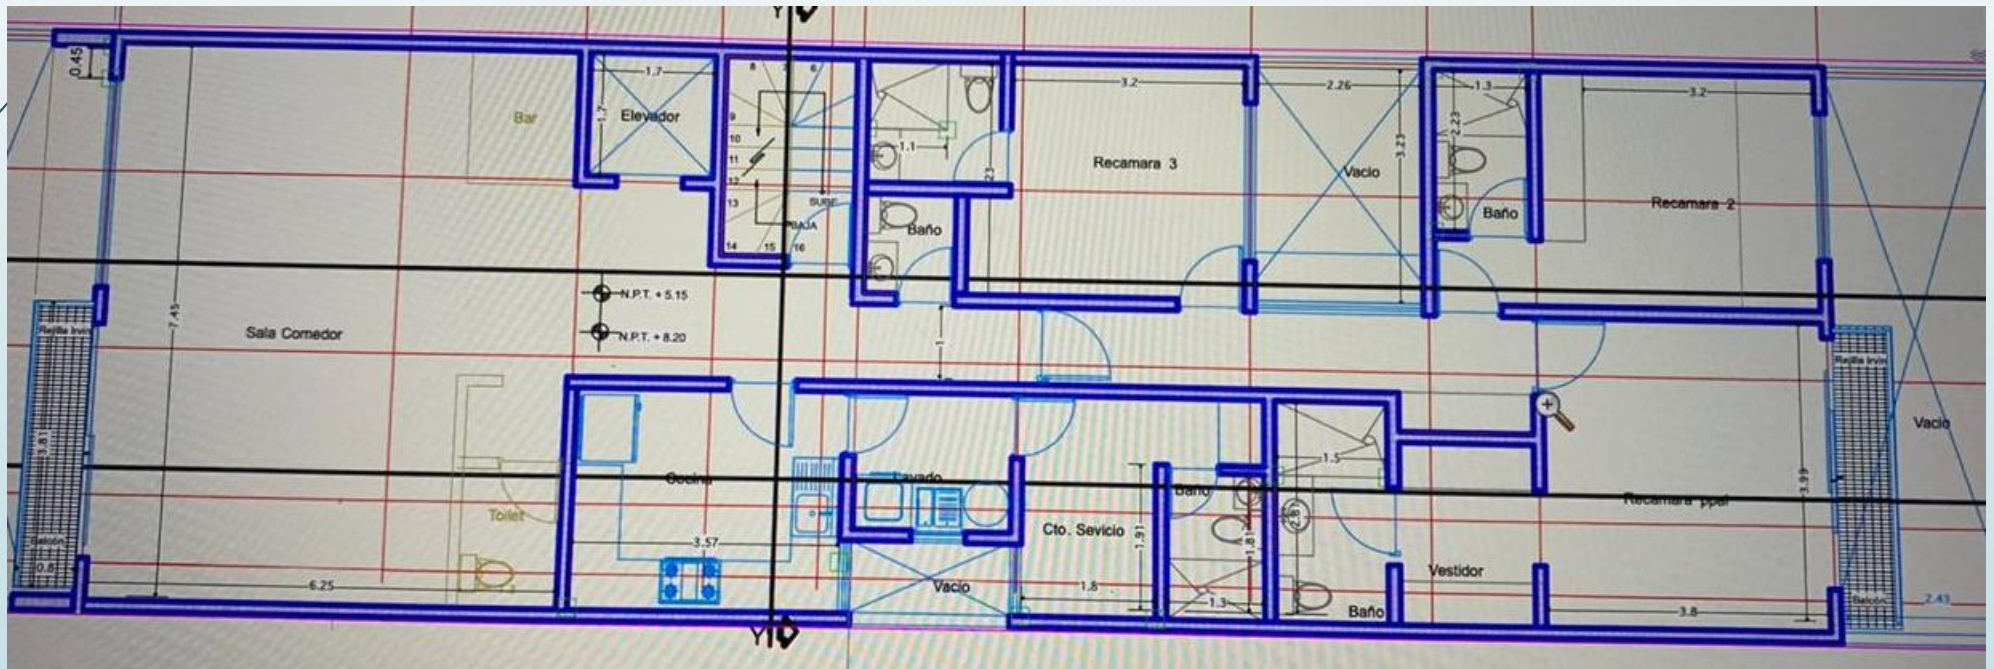 Y
0.45
8
7
6
1.7
3.2
2.26
1.3
3.2
Bar
1.7
Elevador
9
10
11
12
13
14
15
16
SUBE
BAJA
1.1
Baño
Recamara 3
Vacio
3.23
2.23
Baño
Recamara 2
N.P.T. + 5.15
N.P.T. + 8.20
7.45
Sala Comedor
1
Rejilla Irvin
3.81
Balcón
0.8
6.25
Toilet
Cocina
3.57
Lavado
Vacio
Cto. Sevicio
1.91
1.8
Baño
1.81
1.3
1.5
2.81
Baño
Vestidor
Recamara ppal
3.99
3.8
Rejilla Irvin
Balcón
Vacio
2.43
Y